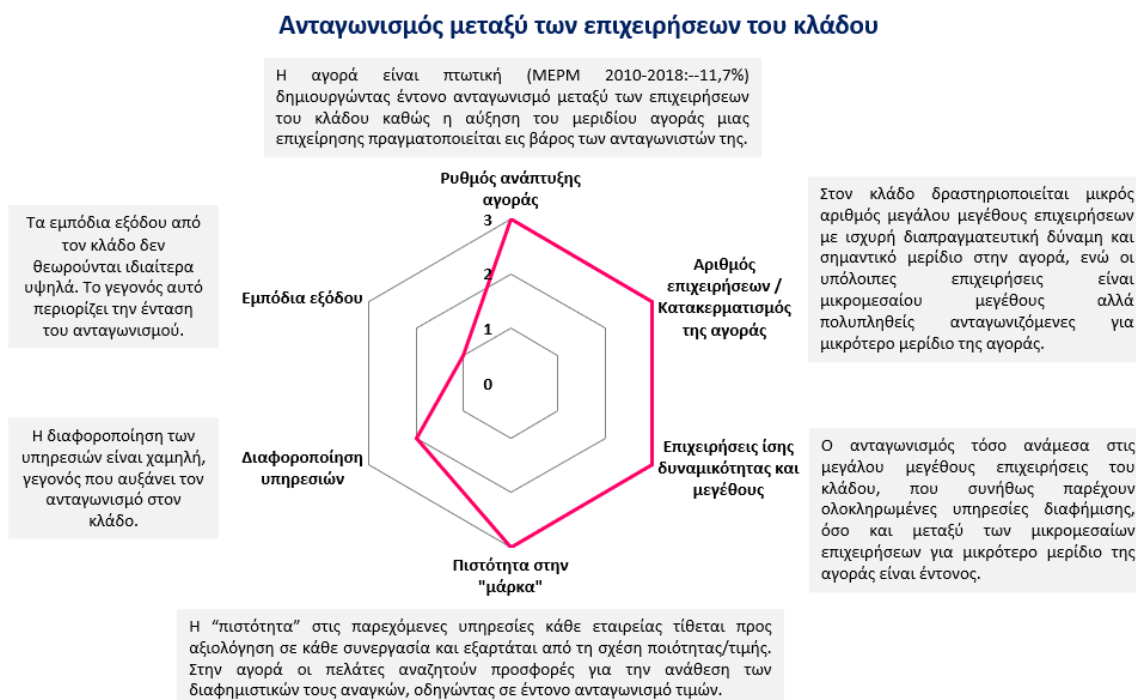 Ανταγωνισμός μεταξύ των επιχειρήσεων του κλάδου
Η αγορά είναι πτωτική (ΜΕΡΜ 2010-2018:--11,7%)
δημιουργώντας έντονο ανταγωνισμό μεταξύ των επιχειρήσεων
του κλάδου καθώς η αύξηση του μεριδίου αγοράς μιας
επιχείρησης πραγματοποιείται εις βάρος των ανταγωνιστών της.
Ρυθμός ανάπτυξης
αγοράς
3
2
1
0
Στον κλάδο δραστηριοποιείται μικρός
αριθμός μεγάλου μεγέθους επιχειρήσεων
με ισχυρή διαπραγματευτική δύναμη και
σημαντικό μερίδιο στην αγορά, ενώ οι
υπόλοιπες επιχειρήσεις είναι
μικρομεσαίου μεγέθους αλλά
πολυπληθείς ανταγωνιζόμενες για
μικρότερο μερίδιο της αγοράς.
Τα εμπόδια εξόδου από
τον κλάδο δεν
θεωρούνται ιδιαίτερα
υψηλά. Το γεγονός αυτό
περιορίζει την ένταση
του ανταγωνισμού.
Εμπόδια εξόδου
Αριθμός
επιχειρήσεων /
Κατακερματισμός
της αγοράς
Η διαφοροποίηση των
υπηρεσιών είναι χαμηλή,
γεγονός που αυξάνει τον
ανταγωνισμό στον
κλάδο.
Διαφοροποίηση
υπηρεσιών
Επιχειρήσεις ίσης
δυναμικότητας και
μεγέθους
Ο ανταγωνισμός τόσο ανάμεσα στις
μεγάλου μεγέθους επιχειρήσεις του
κλάδου, που συνήθως παρέχουν
ολοκληρωμένες υπηρεσίες διαφήμισης,
όσο και μεταξύ των μικρομεσαίων
επιχειρήσεων για μικρότερο μερίδιο της
αγοράς είναι έντονος.
Πιστότητα στην
"μάρκα"
Η “πιστότητα” στις παρεχόμενες υπηρεσίες κάθε εταιρείας τίθεται προς
αξιολόγηση σε κάθε συνεργασία και εξαρτάται από τη σχέση ποιότητας/τιμής.
Στην αγορά οι πελάτες αναζητούν προσφορές για την ανάθεση των
διαφημιστικών τους αναγκών, οδηγώντας σε έντονο ανταγωνισμό τιμών.